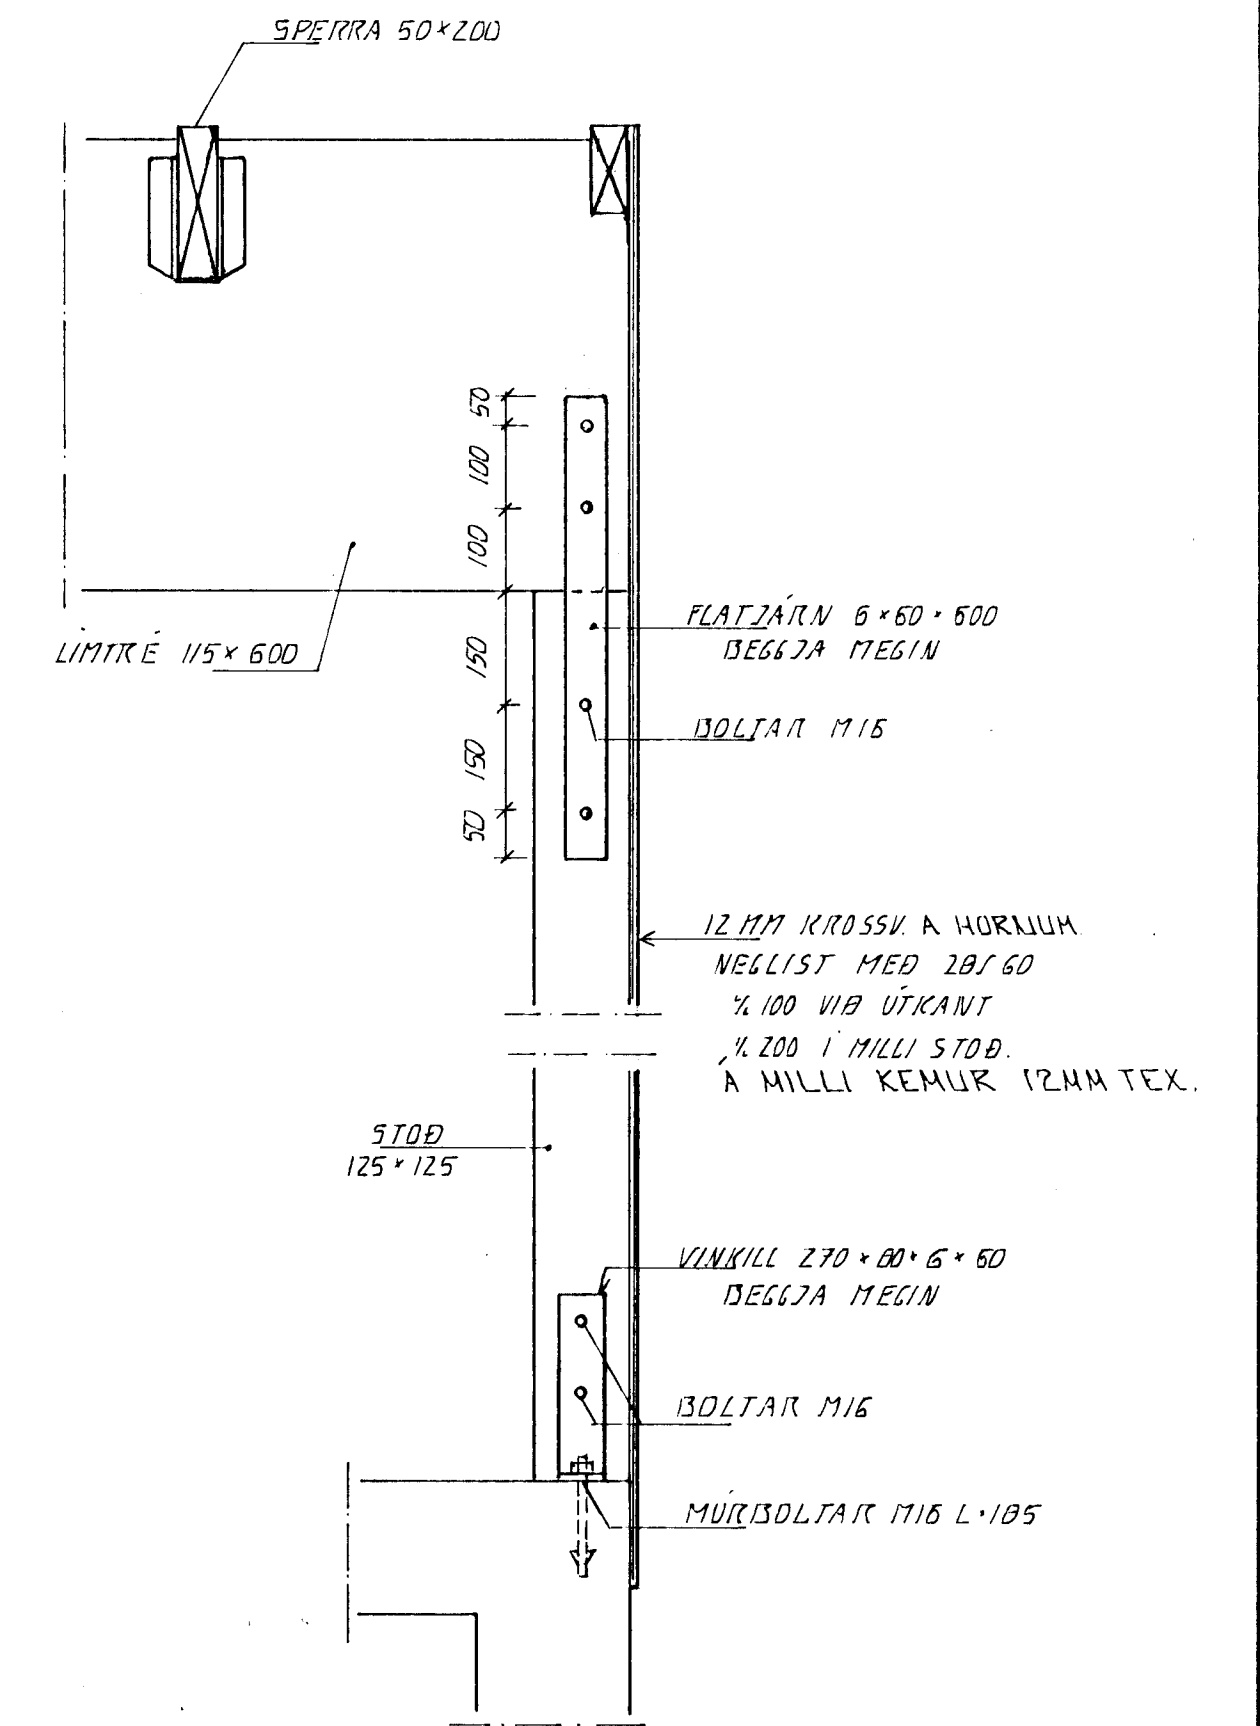 SPERRA 50×200
50
100
100
150
150
50
LÍMTRÉ 115×600
FLATJÁRN 6×60×600
BEGGJA MEGIN
BOLTAR M16
12 MM KROSSV. Á HORNUM
NEGLIST MEÐ 28/60
% 100 VIÐ ÚTKANT
% 200 Í MILLI STOÐ.
Á MILLI KEMUR 12MM TEX.
STOÐ
125×125
VINKILL 270×80×6×60
BEGGJA MEGIN
BOLTAR M16
MÚRBOLTAR M16 L=185